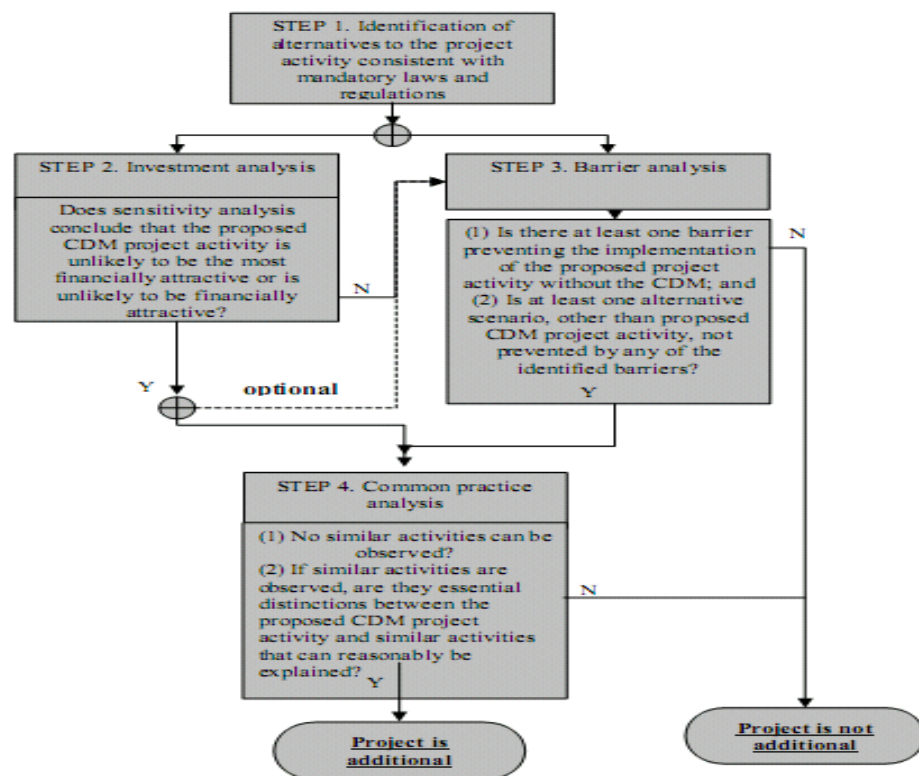 STEP 1. Identification of
alternatives to the project
activity consistent with
mandatory laws and
regulations
STEP 2. Investment analysis
Does sensitivity analysis
conclude that the proposed
CDM project activity is
unlikely to be the most
financially attractive or is
unlikely to be financially
attractive?
N
Y
optional
STEP 3. Barrier analysis
(1) Is there at least one barrier
preventing the implementation
of the proposed project
activity without the CDM; and
(2) Is at least one alternative
scenario, other than proposed
CDM project activity, not
prevented by any of the
identified barriers?
N
Y
STEP 4. Common practice
analysis
(1) No similar activities can be
observed?
(2) If similar activities are
observed, are they essential
distinctions between the
proposed CDM project
activity and similar activities
that can reasonably be
explained?
N
Y
Project is
additional
Project is not
additional